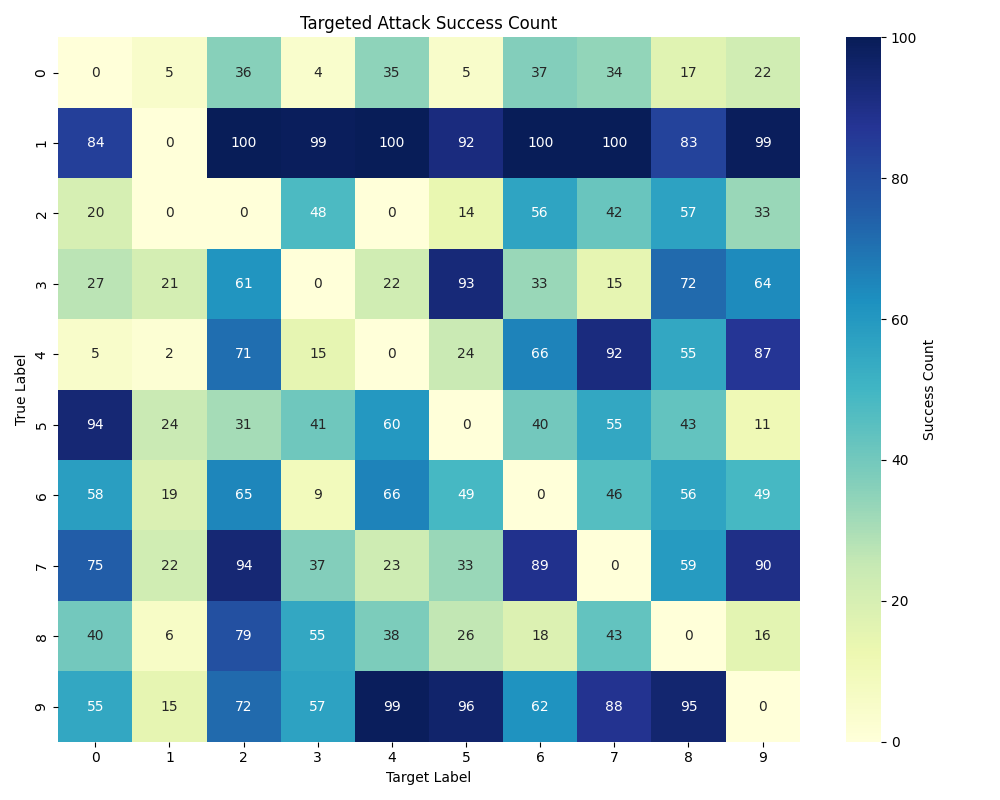 Targeted Attack Success Count
0 0 5 36 4 35 5 37 34 17 22
1 84 0 100 99 100 92 100 100 83 99
2 20 0 0 48 0 14 56 42 57 33
3 27 21 61 0 22 93 33 15 72 64
4 5 2 71 15 0 24 66 92 55 87
5 94 24 31 41 60 0 40 55 43 11
6 58 19 65 9 66 49 0 46 56 49
7 75 22 94 37 23 33 89 0 59 90
8 40 6 79 55 38 26 18 43 0 16
9 55 15 72 57 99 96 62 88 95 0
0 1 2 3 4 5 6 7 8 9
Target Label
True Label
100
80
60
40
20
0
Success Count